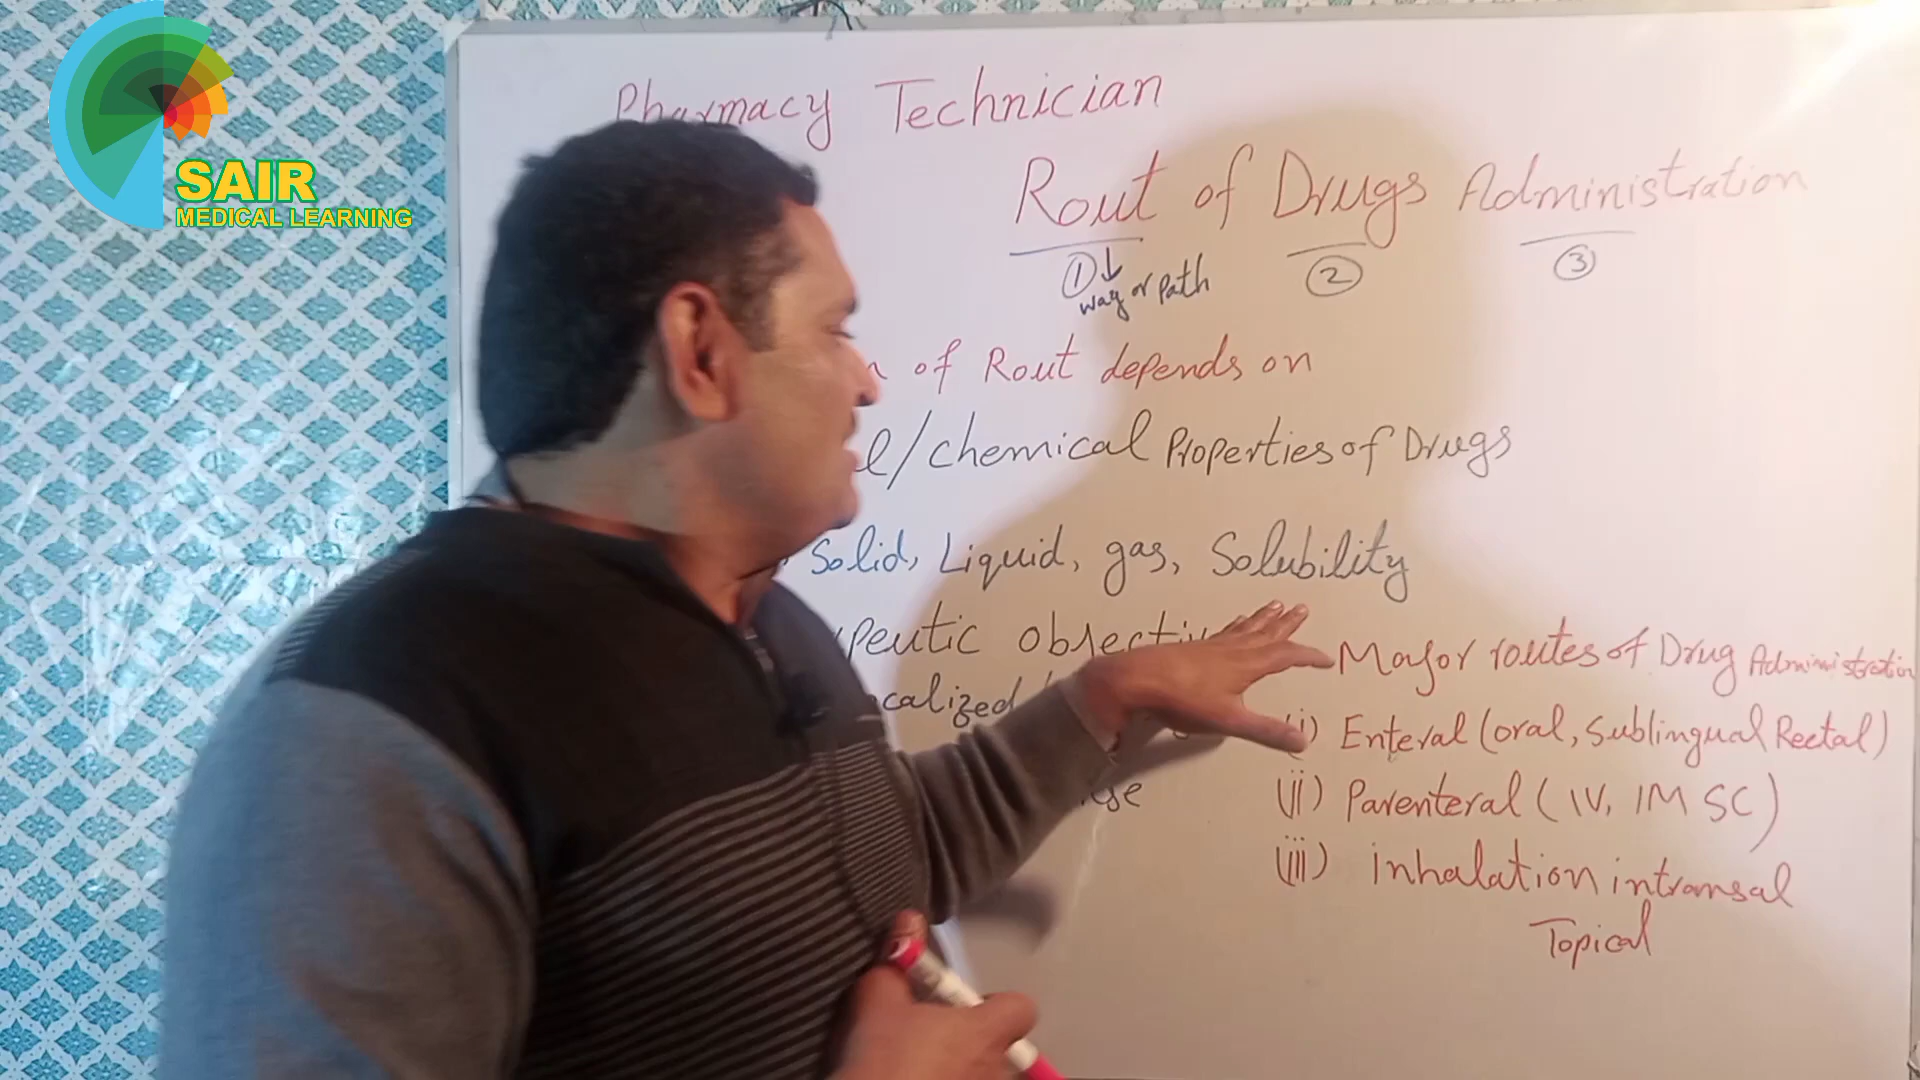 SAIR
MEDICAL LEARNING
Pharmacy Technician
Rout of Drugs Administration
① ② ③
way or path
of Rout depends on
/chemical Properties of Drugs
Solid, Liquid, gas, Solubility
peutic objectiv
Major routes of Drug Administration
calized
(i) Enteral (oral, Sublingual Rectal)
(ii) Parenteral (IV, IM SC)
(iii) inhalation intransal
Topical